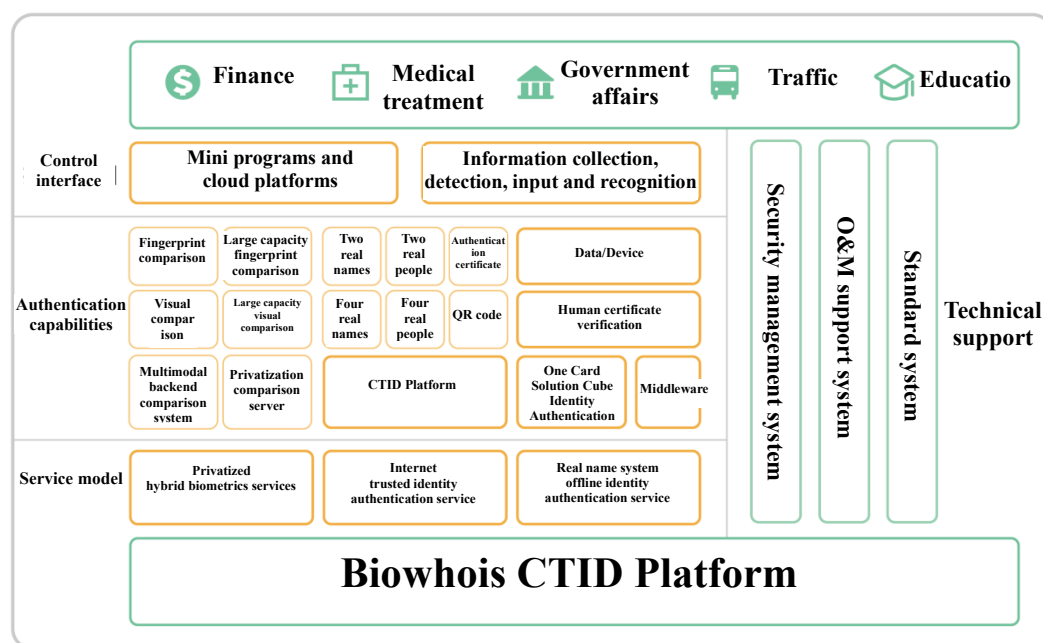 Finance
Medical
treatment
Government
affairs
Traffic
Educatio
Control
interface
Mini programs and
cloud platforms
Information collection,
detection, input and recognition
Authentication
capabilities
Fingerprint
comparison
Large capacity
fingerprint
comparison
Two
real
names
Two
real
people
Authenticat
ion
certificate
Data/Device
Visual
compar
ison
Large capacity
visual
comparison
Four
real
names
Four
real
people
QR code
Human certificate
verification
Multimodal
backend
comparison
system
Privatization
comparison
server
CTID Platform
One Card
Solution Cube
Identity
Authentication
Middleware
Service model
Privatized
hybrid biometrics services
Internet
trusted identity
authentication service
Real name system
offline identity
authentication service
Security management system
O&M support system
Standard system
Technical
support
Biowhois CTID Platform